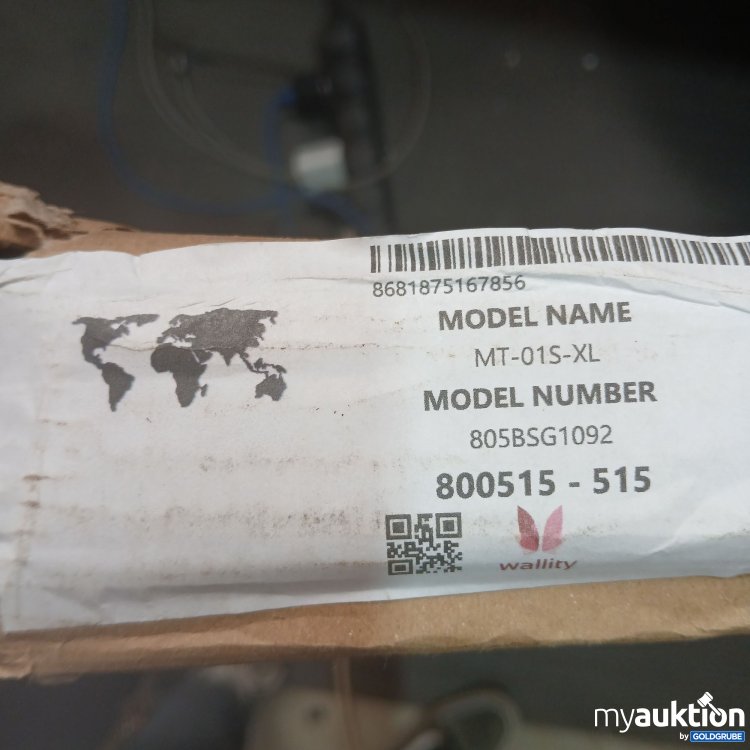 8681875167856
MODEL NAME
MT-01S-XL
MODEL NUMBER
805BSG1092
800515 - 515
wallity
myauktion
by GOLDGRUBE